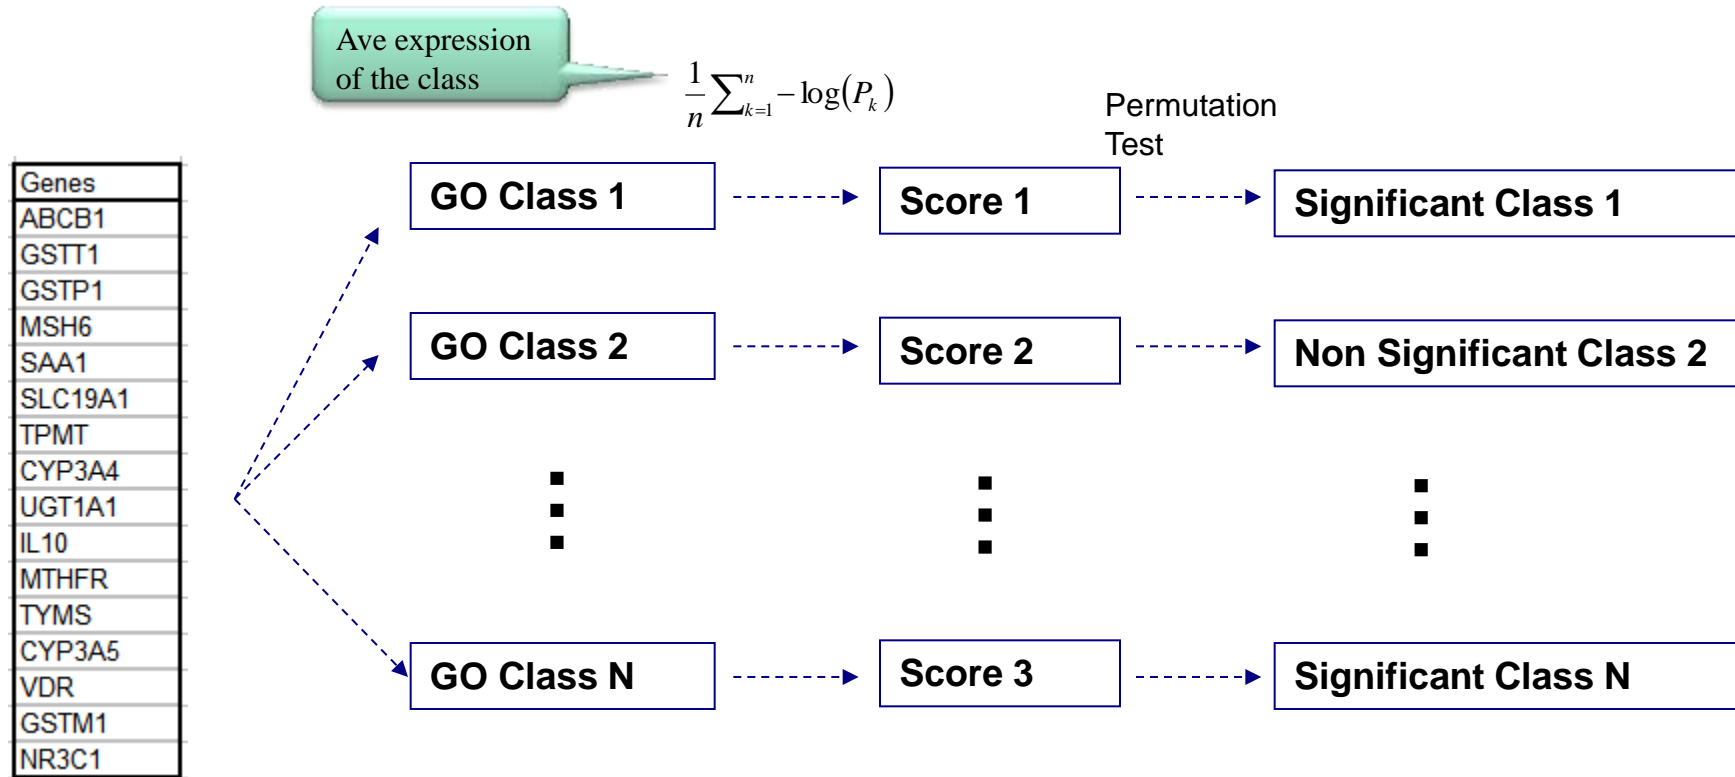 Ave expression
of the class
\frac{1}{n}\sum_{k=1}^{n} - \log(P_k)
Permutation
Test
Genes
ABCB1
GSTT1
GSTP1
MSH6
SAA1
SLC19A1
TPMT
CYP3A4
UGT1A1
IL10
MTHFR
TYMS
CYP3A5
VDR
GSTM1
NR3C1
GO Class 1
Score 1
Significant Class 1
GO Class 2
Score 2
Non Significant Class 2
GO Class N
Score 3
Significant Class N